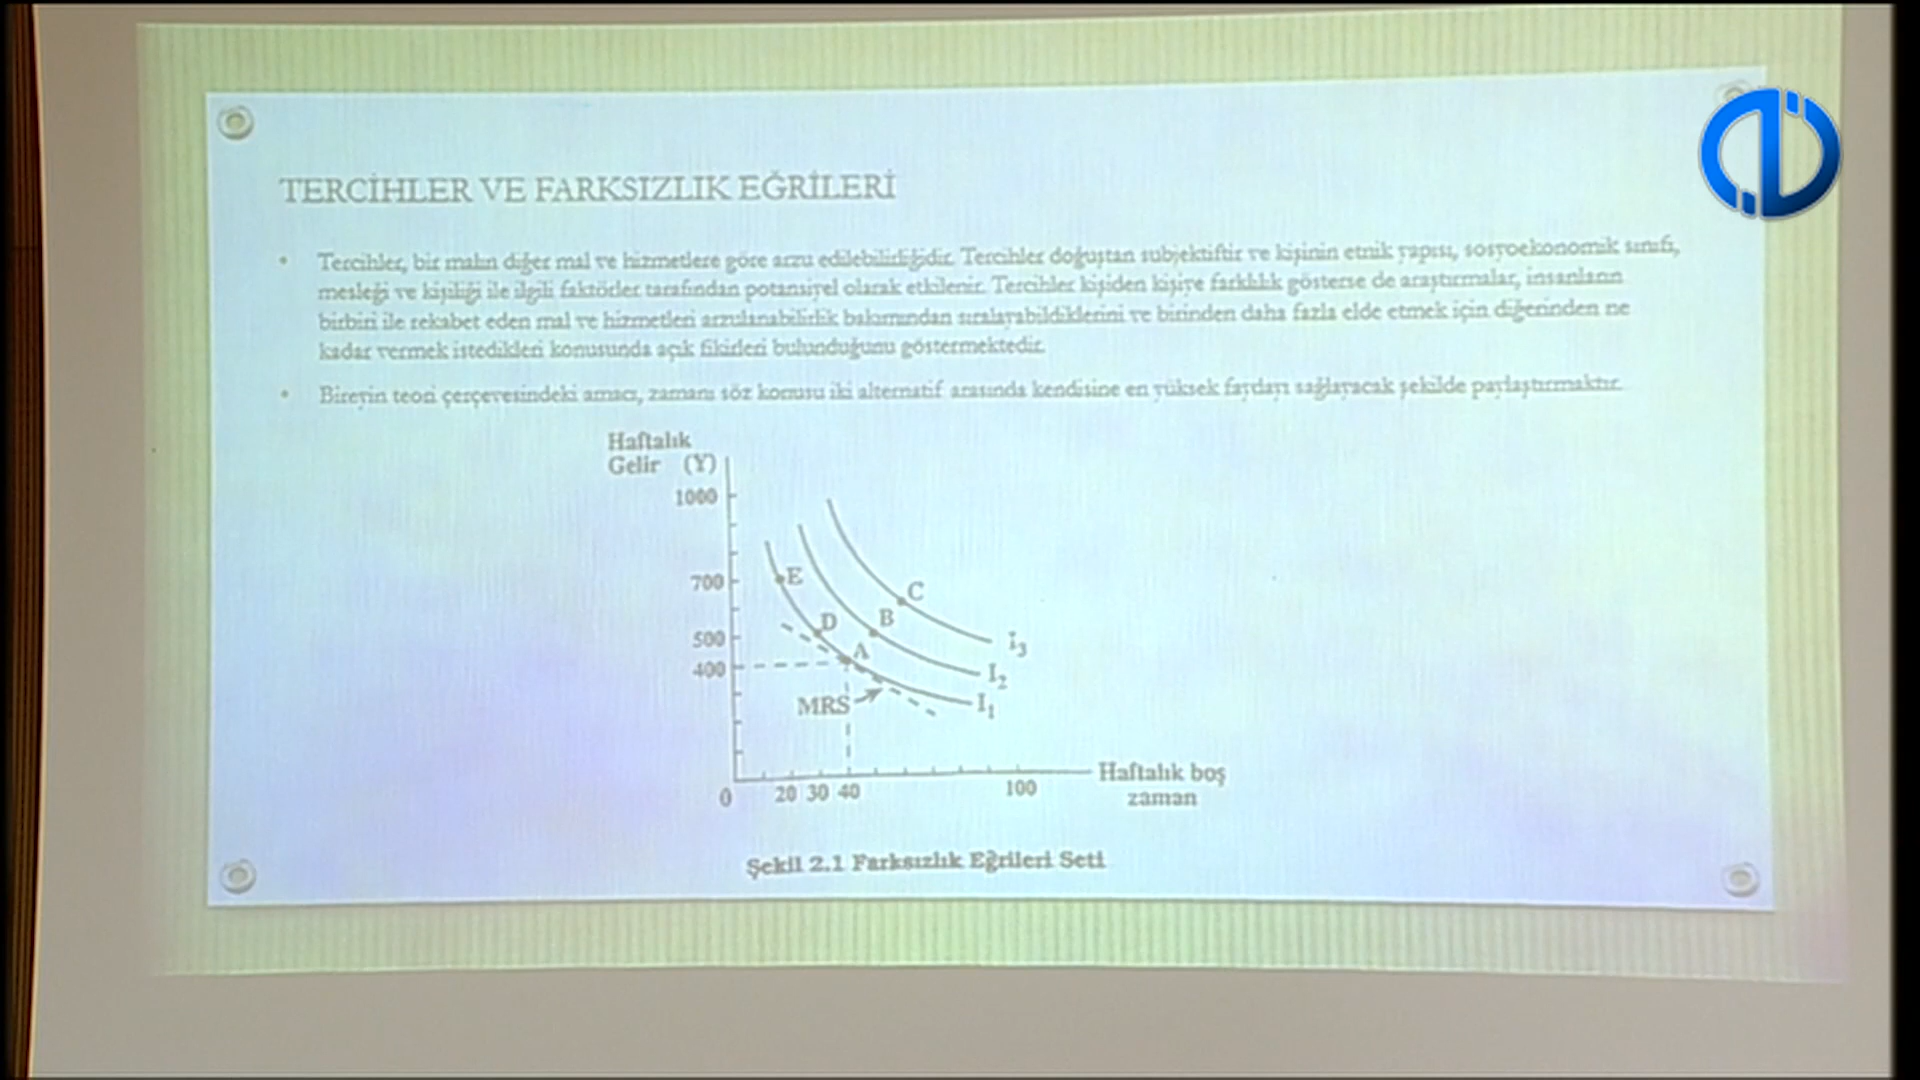 TERCİHLER VE FARKSIZLIK EĞRİLERİ
• Tercihler, bir malın diğer mal ve hizmetlere göre arzu edilebilirliğidir. Tercihler doğuştan subjektiftir ve kişinin etnik yapısı, sosyoekonomik sınıfı,
mesleği ve kişiliği ile ilgili faktörler tarafından potansiyel olarak etkilenir. Tercihler kişiden kişiye farklılık gösterse de araştırmalar, insanların
birbiri ile rekabet eden mal ve hizmetleri arzulanabilirlik bakımından sıralayabildiklerini ve birinden daha fazla elde etmek için diğerinden ne
kadar vermek istedikleri konusunda açık fikirleri bulunduğunu göstermektedir.
• Bireyin teori çerçevesindeki amacı, zamanı söz konusu iki alternatif arasında kendisine en yüksek faydayı sağlayacak şekilde paylaştırmaktır.
Haftalık
Gelir (Y)
1000
700
500
400
E
D
A
B
C
MRS
I3
I2
I1
0
20 30 40
100
Haftalık boş
zaman
Şekil 2.1 Farksızlık Eğrileri Seti